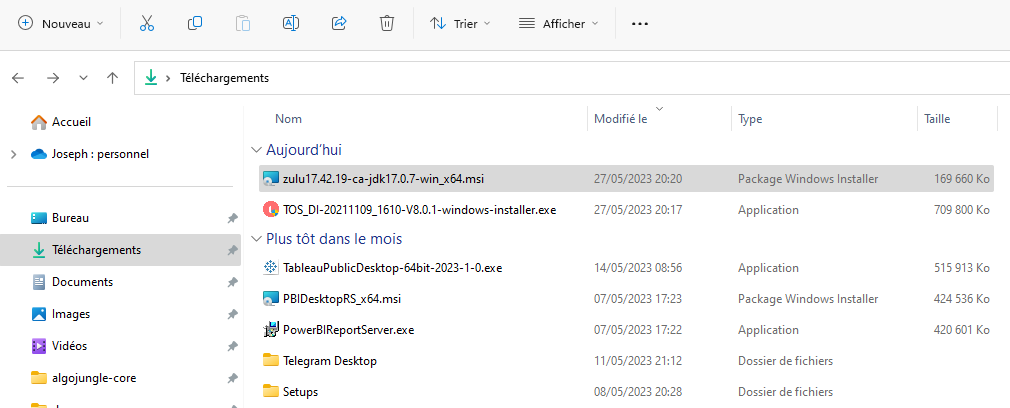 Nouveau Trier Afficher
Téléchargements
Nom Modifié le Type Taille
Accueil
Joseph : personnel
Bureau
Téléchargements
Documents
Images
Vidéos
algojungle-core
Aujourd'hui
zulu17.42.19-ca-jdk17.0.7-win_x64.msi 27/05/2023 20:20 Package Windows Installer 169 660 Ko
TOS_DI-20211109_1610-V8.0.1-windows-installer.exe 27/05/2023 20:17 Application 709 800 Ko
Plus tôt dans le mois
TableauPublicDesktop-64bit-2023-1-0.exe 14/05/2023 08:56 Application 515 913 Ko
PBIDesktopRS_x64.msi 07/05/2023 17:23 Package Windows Installer 424 536 Ko
PowerBIReportServer.exe 07/05/2023 17:22 Application 420 601 Ko
Telegram Desktop 11/05/2023 21:12 Dossier de fichiers
Setups 08/05/2023 20:28 Dossier de fichiers